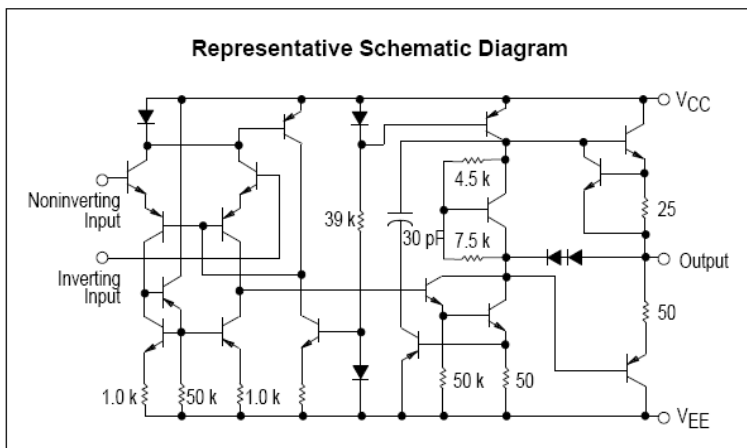 Representative Schematic Diagram
VCC
Noninverting
Input
Inverting
Input
39 k
4.5 k
30 pF
7.5 k
25
Output
50
1.0 k
50 k
1.0 k
50 k
50
VEE